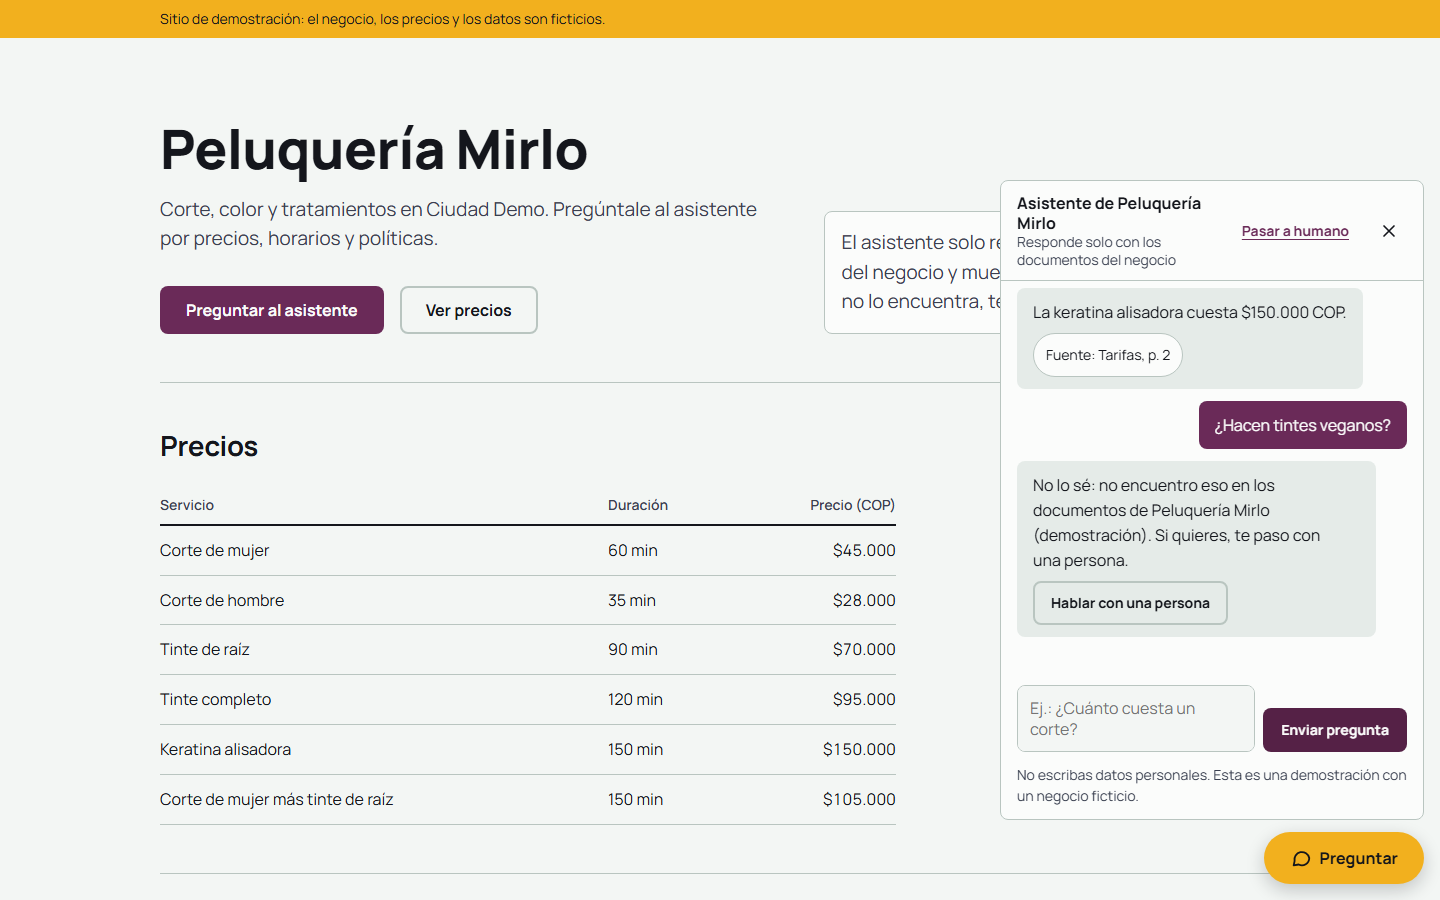 Sitio de demostración: el negocio, los precios y los datos son ficticios.
Peluquería Mirlo
Corte, color y tratamientos en Ciudad Demo. Pregúntale al asistente
por precios, horarios y políticas.
Preguntar al asistente
Ver precios
El asistente solo re
del negocio y mue
no lo encuentra, te
Precios
Servicio Duración Precio (COP)
Corte de mujer 60 min $45.000
Corte de hombre 35 min $28.000
Tinte de raíz 90 min $70.000
Tinte completo 120 min $95.000
Keratina alisadora 150 min $150.000
Corte de mujer más tinte de raíz 150 min $105.000
Asistente de Peluquería
Mirlo
Responde solo con los
documentos del negocio
Pasar a humano
La keratina alisadora cuesta $150.000 COP.
Fuente: Tarifas, p. 2
¿Hacen tintes veganos?
No lo sé: no encuentro eso en los
documentos de Peluquería Mirlo
(demostración). Si quieres, te paso con
una persona.
Hablar con una persona
Ej.: ¿Cuánto cuesta un
corte?
Enviar pregunta
No escribas datos personales. Esta es una demostración con
un negocio ficticio.
Preguntar